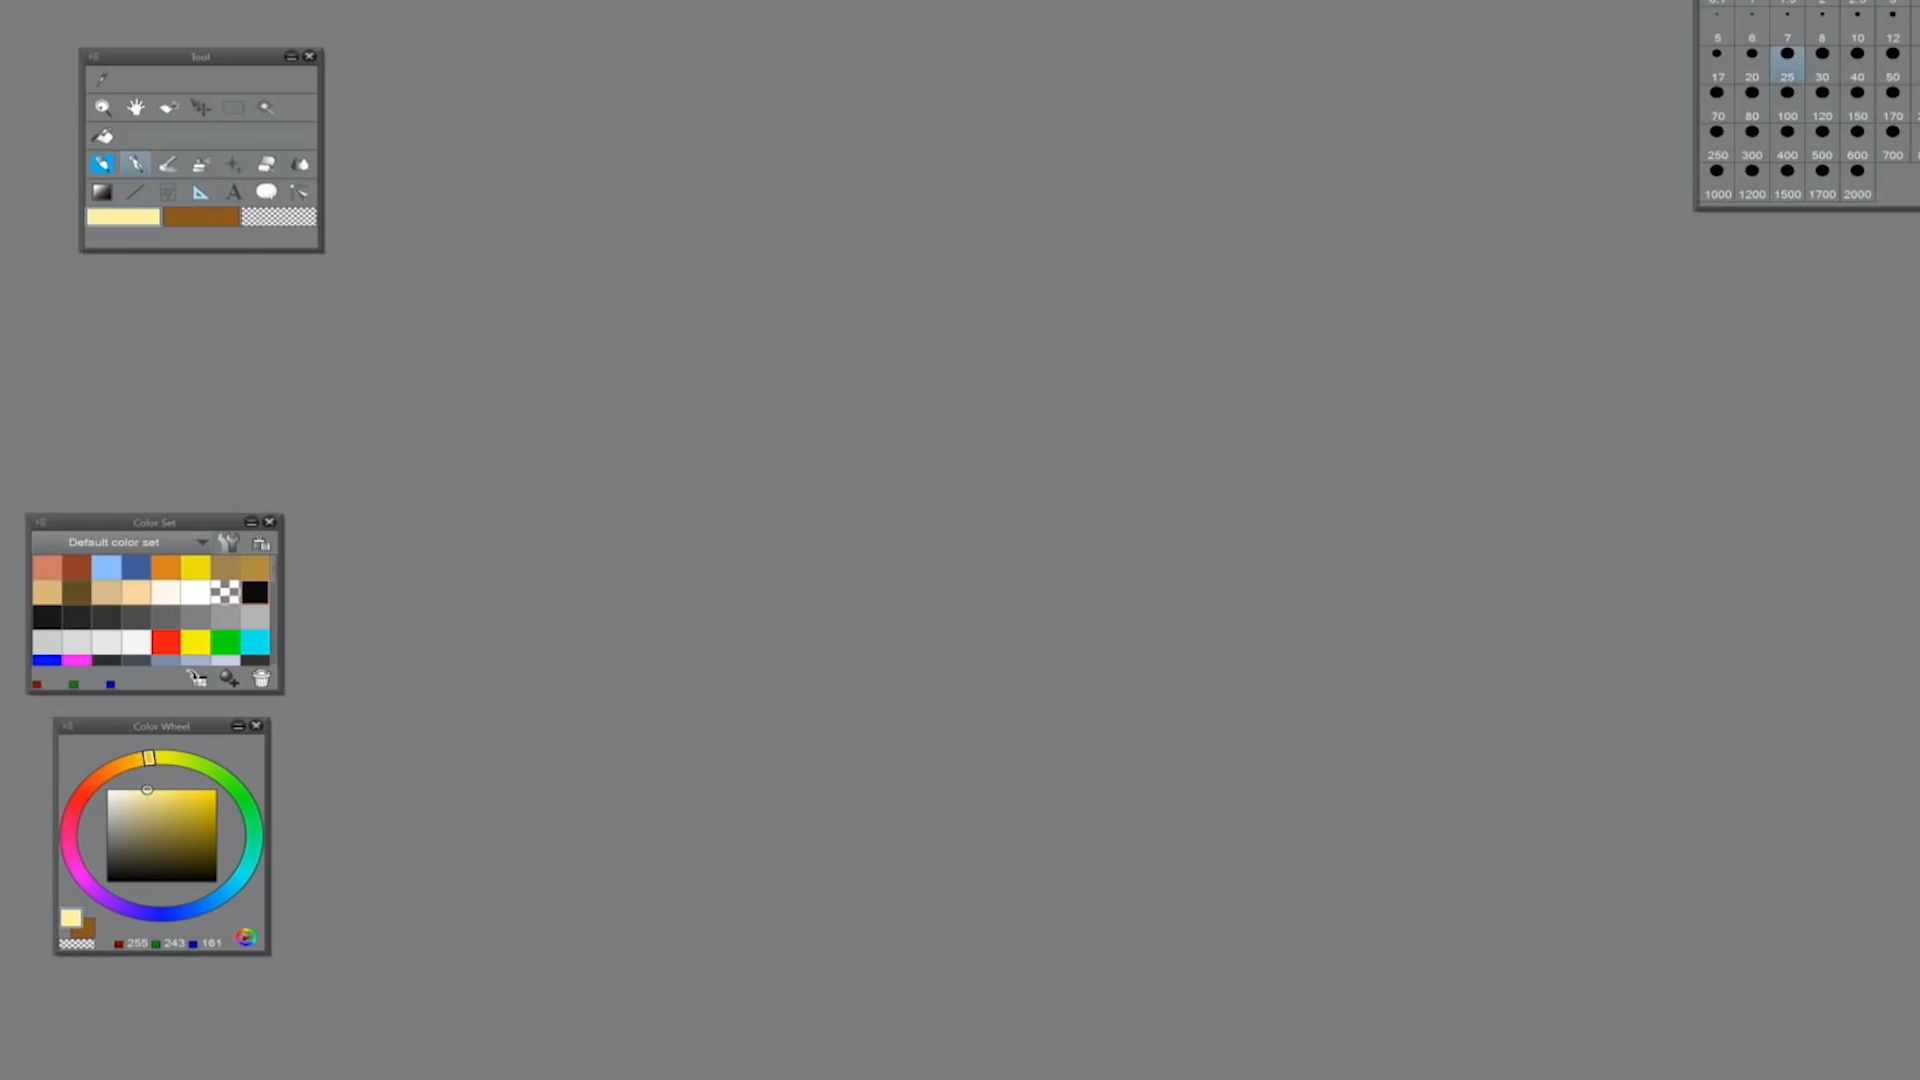 Tool
5 6 7 8 10 12
17 20 25 30 40 50
70 80 100 120 150 170
250 300 400 500 600 700
1000 1200 1500 1700 2000
Color Set
Default color set
Color Wheel
255 243 161